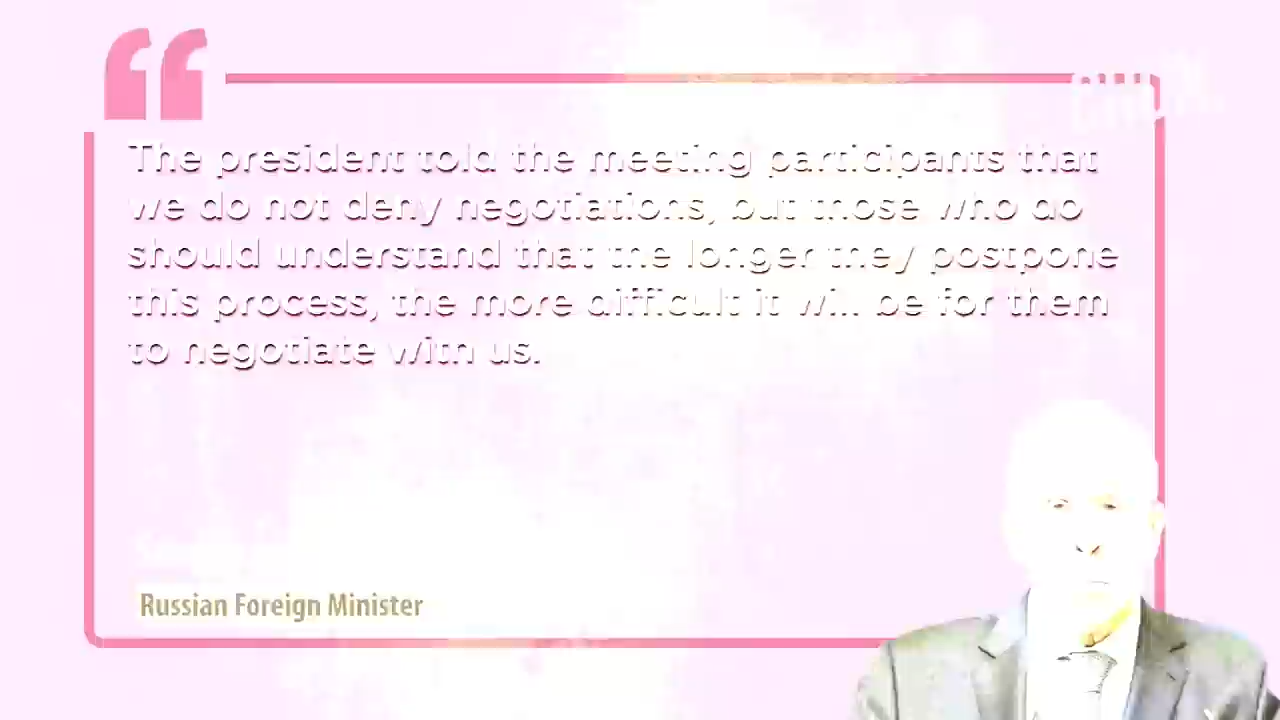 The president told the meeting participants that
we do not deny negotiations, but those who do
should understand that the longer they postpone
this process, the more difficult it will be for them
to negotiate with us.
Russian Foreign Minister